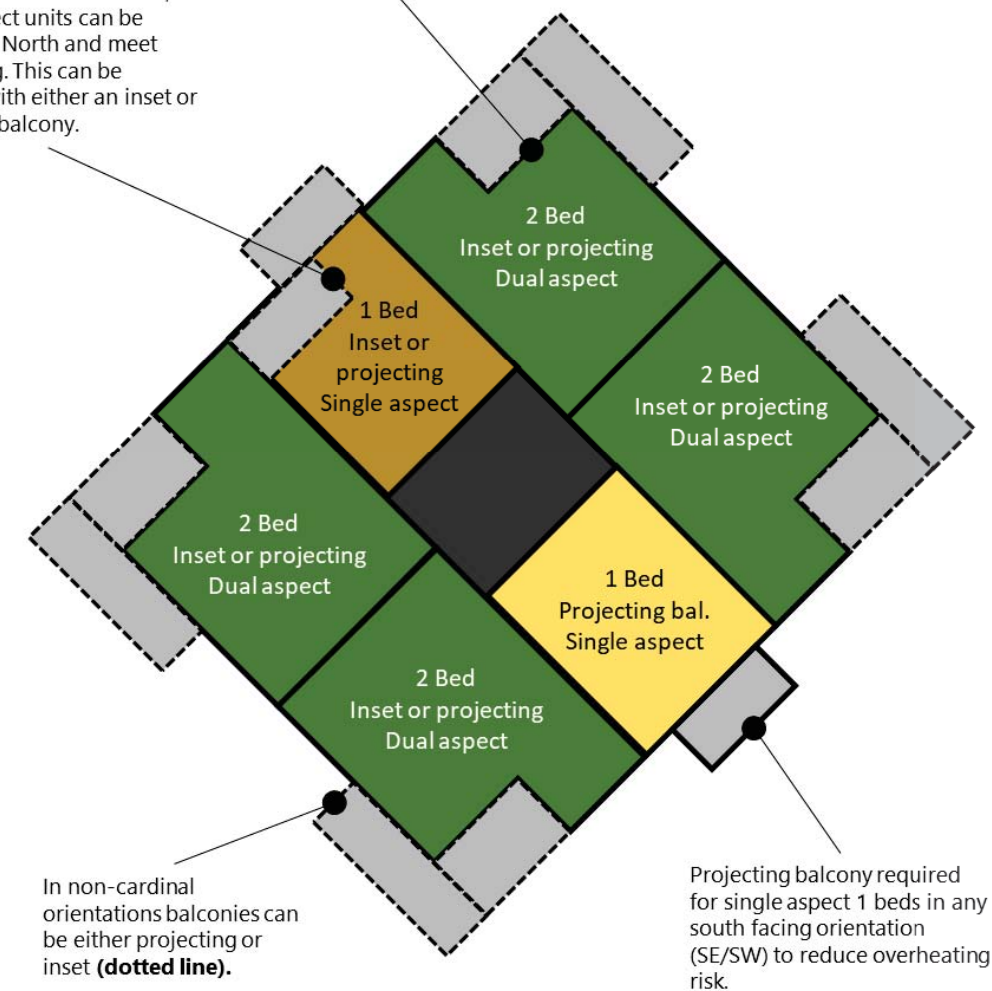 ect units can be
North and meet
g. This can be
with either an inset or
balcony.
2 Bed
Inset or projecting
Dual aspect
1 Bed
Inset or
projecting
Single aspect
2 Bed
Inset or projecting
Dual aspect
2 Bed
Inset or projecting
Dual aspect
1 Bed
Projecting bal.
Single aspect
2 Bed
Inset or projecting
Dual aspect
In non-cardinal
orientations balconies can
be either projecting or
inset (dotted line).
Projecting balcony required
for single aspect 1 beds in any
south facing orientation
(SE/SW) to reduce overheating
risk.